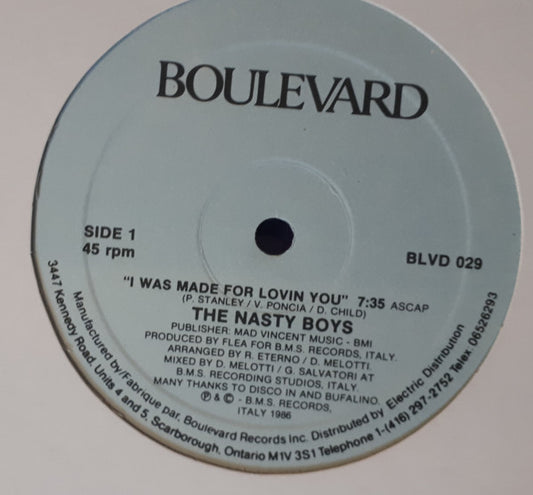 BOULEVARD
SIDE 1
45 rpm
BLVD 029
"I WAS MADE FOR LOVIN YOU" 7:35 ASCAP
(P. STANLEY / V. PONCIA / D. CHILD)
THE NASTY BOYS
PUBLISHER: MAD VINCENT MUSIC - BMI
PRODUCED BY FLEA FOR B.M.S. RECORDS, ITALY.
ARRANGED BY R. ETERNO / D. MELOTTI.
MIXED BY D. MELOTTI / G. SALVATORI AT
B.M.S. RECORDING STUDIOS, ITALY.
MANY THANKS TO DISCO IN AND BUFALINO.
Ⓟ & © - B.M.S. RECORDS,
ITALY 1986
Manufactured by/Fabrique par, Boulevard Records Inc. Distributed by Electric Distribution
3447 Kennedy Road, Units 4 and 5, Scarborough, Ontario M1V 3S1 Telephone 1-(416) 297-2752 Telex 06526293